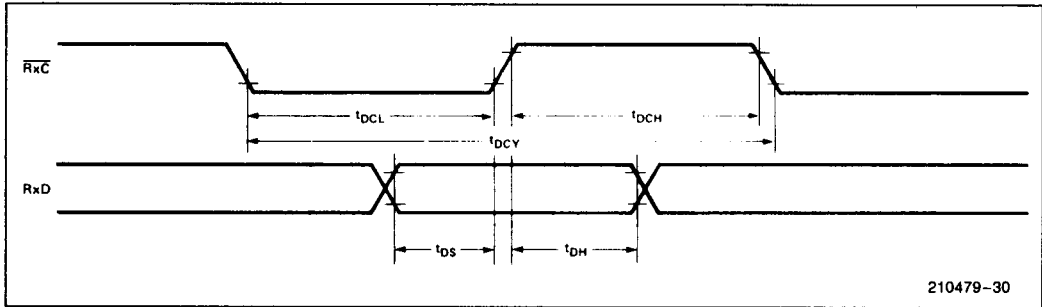 RxC
tDCL
tDCH
tDCY
RxD
tDS
tDH
210479-30